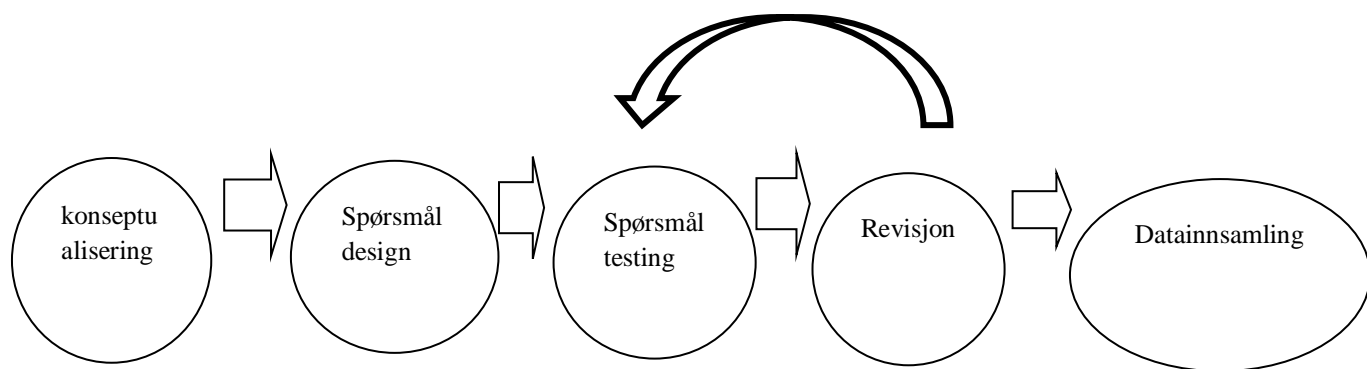 konseptu
alisering
Spørsmål
design
Spørsmål
testing
Revisjon
Datainnsamling